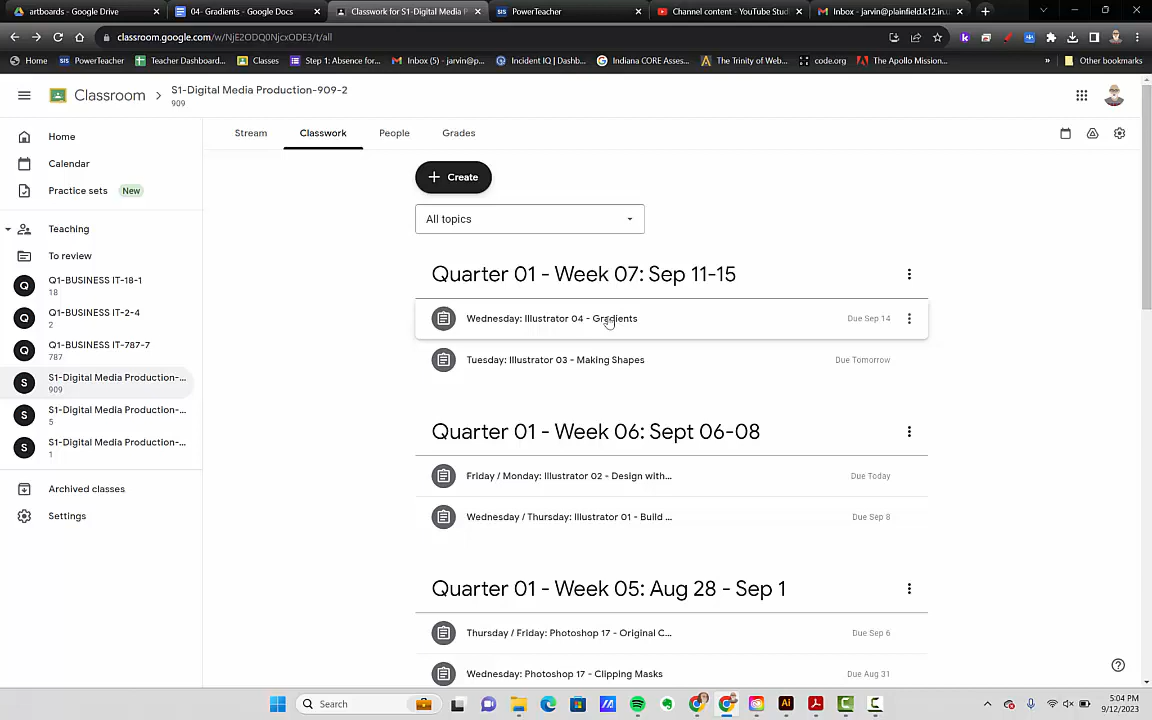 artboards - Google Drive
04- Gradients - Google Docs
Classwork for S1-Digital Media P
PowerTeacher
Channel content - YouTube Stud
Inbox - jarvin@plainfield.k12.in.u
classroom.google.com/w/NjE2ODQ0NjcxODE3/t/all
Home
PowerTeacher
Teacher Dashboard...
Classes
Step 1: Absence for...
Inbox (5) - jarvin@p...
Incident IQ | Dashb...
Indiana CORE Asses...
The Trinity of Web...
code.org
The Apollo Mission...
» Other bookmarks
Classroom > S1-Digital Media Production-909-2
909
Home
Calendar
Practice sets New
Teaching
To review
Q Q1-BUSINESS IT-18-1
18
Q Q1-BUSINESS IT-2-4
2
Q Q1-BUSINESS IT-787-7
787
S S1-Digital Media Production-...
909
S S1-Digital Media Production-...
5
S S1-Digital Media Production-...
1
Archived classes
Settings
Stream Classwork People Grades
+ Create
All topics
Quarter 01 - Week 07: Sep 11-15
Wednesday: Illustrator 04 - Gradients Due Sep 14
Tuesday: Illustrator 03 - Making Shapes Due Tomorrow
Quarter 01 - Week 06: Sept 06-08
Friday / Monday: Illustrator 02 - Design with... Due Today
Wednesday / Thursday: Illustrator 01 - Build ... Due Sep 8
Quarter 01 - Week 05: Aug 28 - Sep 1
Thursday / Friday: Photoshop 17 - Original C... Due Sep 6
Wednesday: Photoshop 17 - Clipping Masks Due Aug 31
Search
5:04 PM
9/12/2023